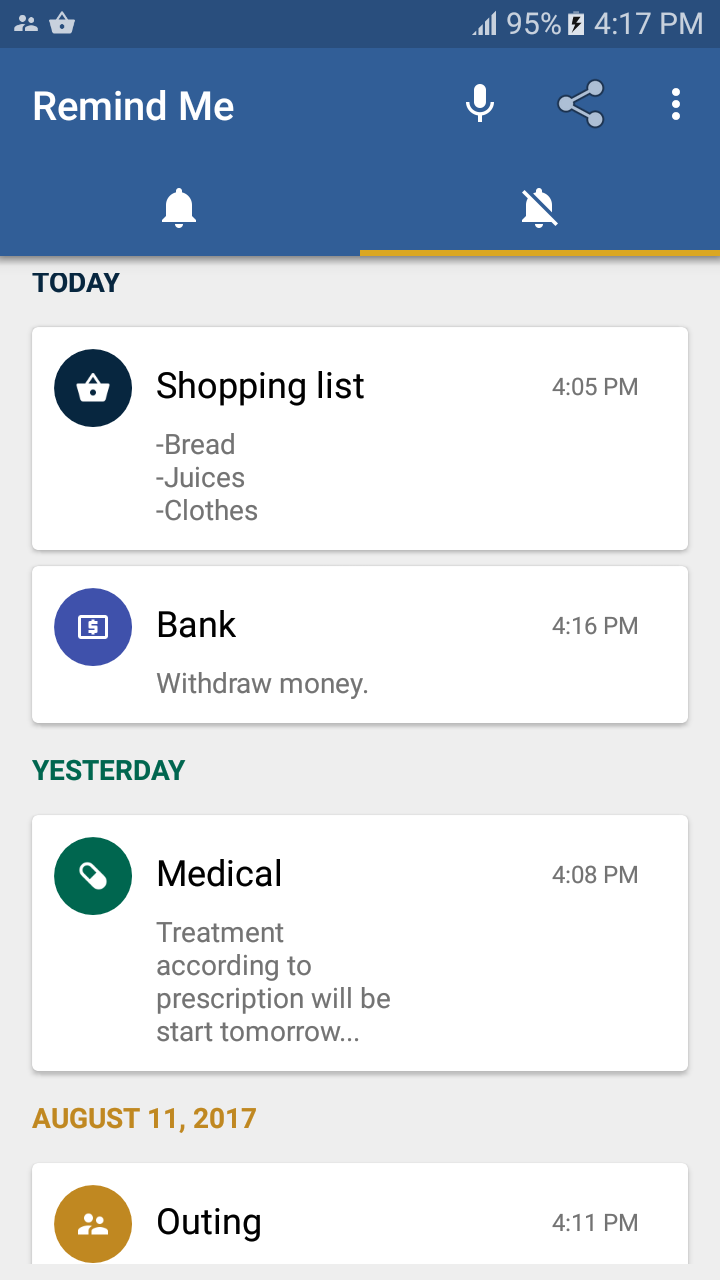 95% 4:17 PM
Remind Me
TODAY
Shopping list 4:05 PM
-Bread
-Juices
-Clothes
Bank 4:16 PM
Withdraw money.
YESTERDAY
Medical 4:08 PM
Treatment
according to
prescription will be
start tomorrow...
AUGUST 11, 2017
Outing 4:11 PM